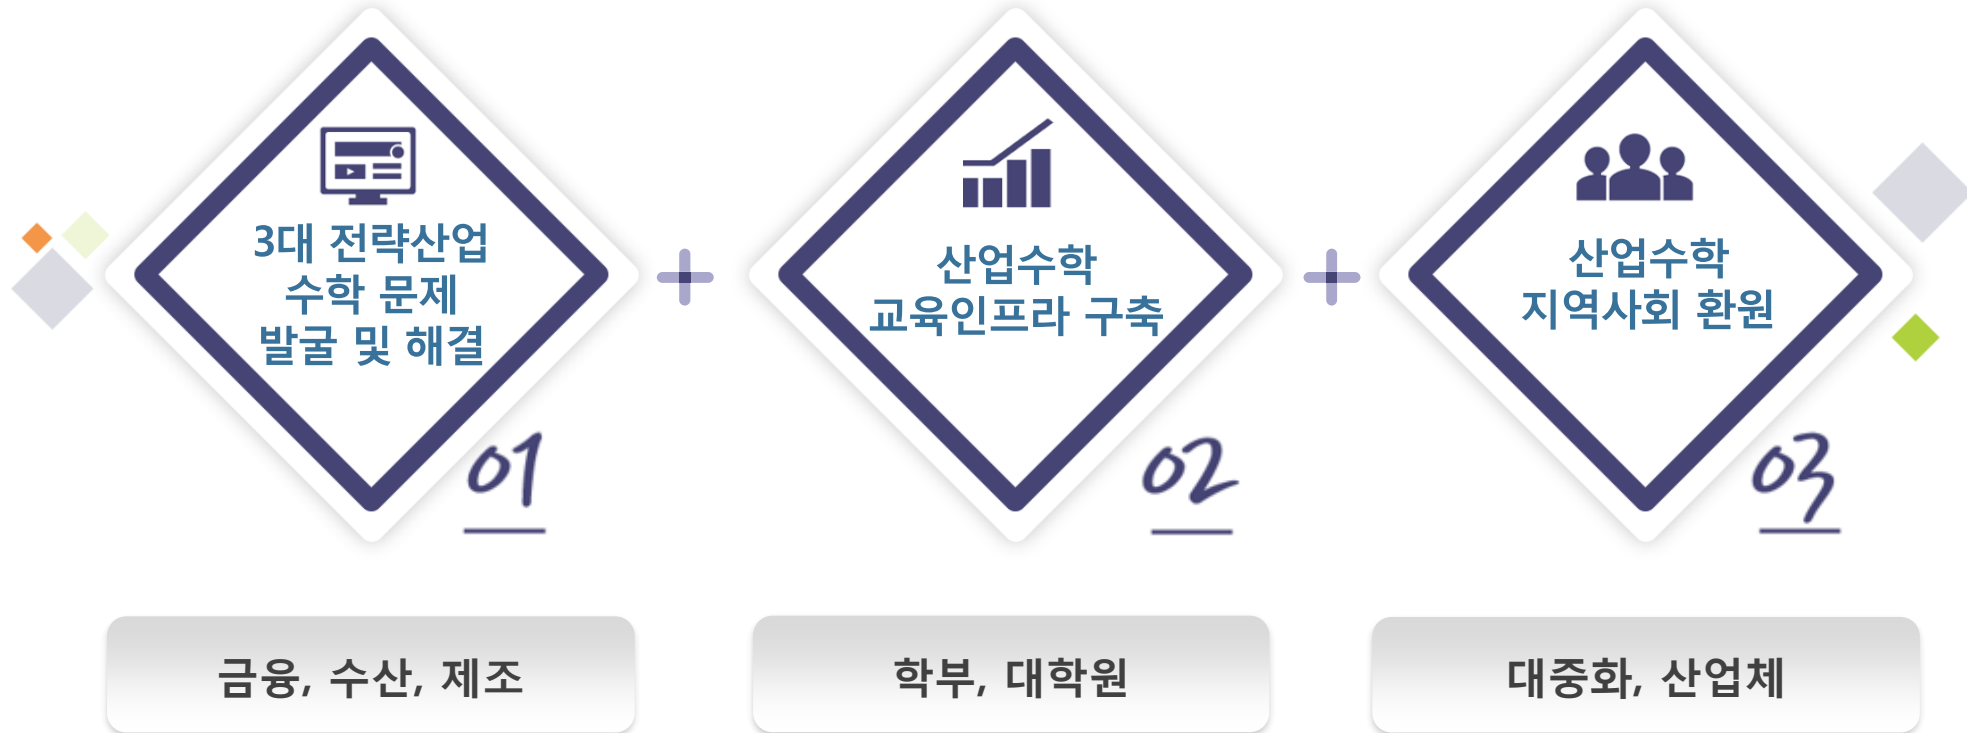 3대 전략산업
수학 문제
발굴 및 해결
01
산업수학
교육인프라 구축
02
산업수학
지역사회 환원
03
금융, 수산, 제조
학부, 대학원
대중화, 산업체